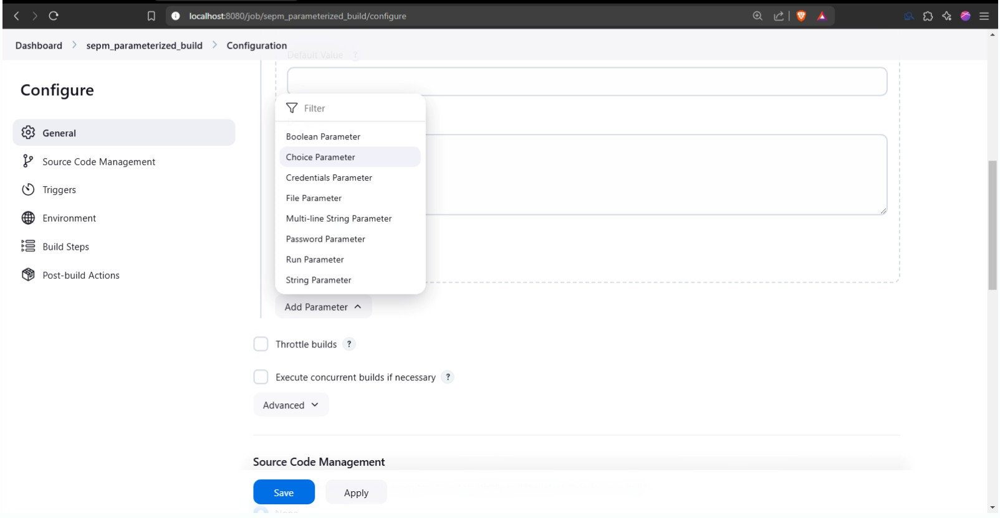 localhost:8080/job/sepm_parameterized_build/configure
Dashboard > sepm_parameterized_build > Configuration
Default Value ?
Configure
Filter
General
Boolean Parameter
Choice Parameter
Source Code Management
Credentials Parameter
Triggers
File Parameter
Environment
Multi-line String Parameter
Build Steps
Password Parameter
Run Parameter
Post-build Actions
String Parameter
Add Parameter
Throttle builds ?
Execute concurrent builds if necessary ?
Advanced
Source Code Management
Save
Apply
None